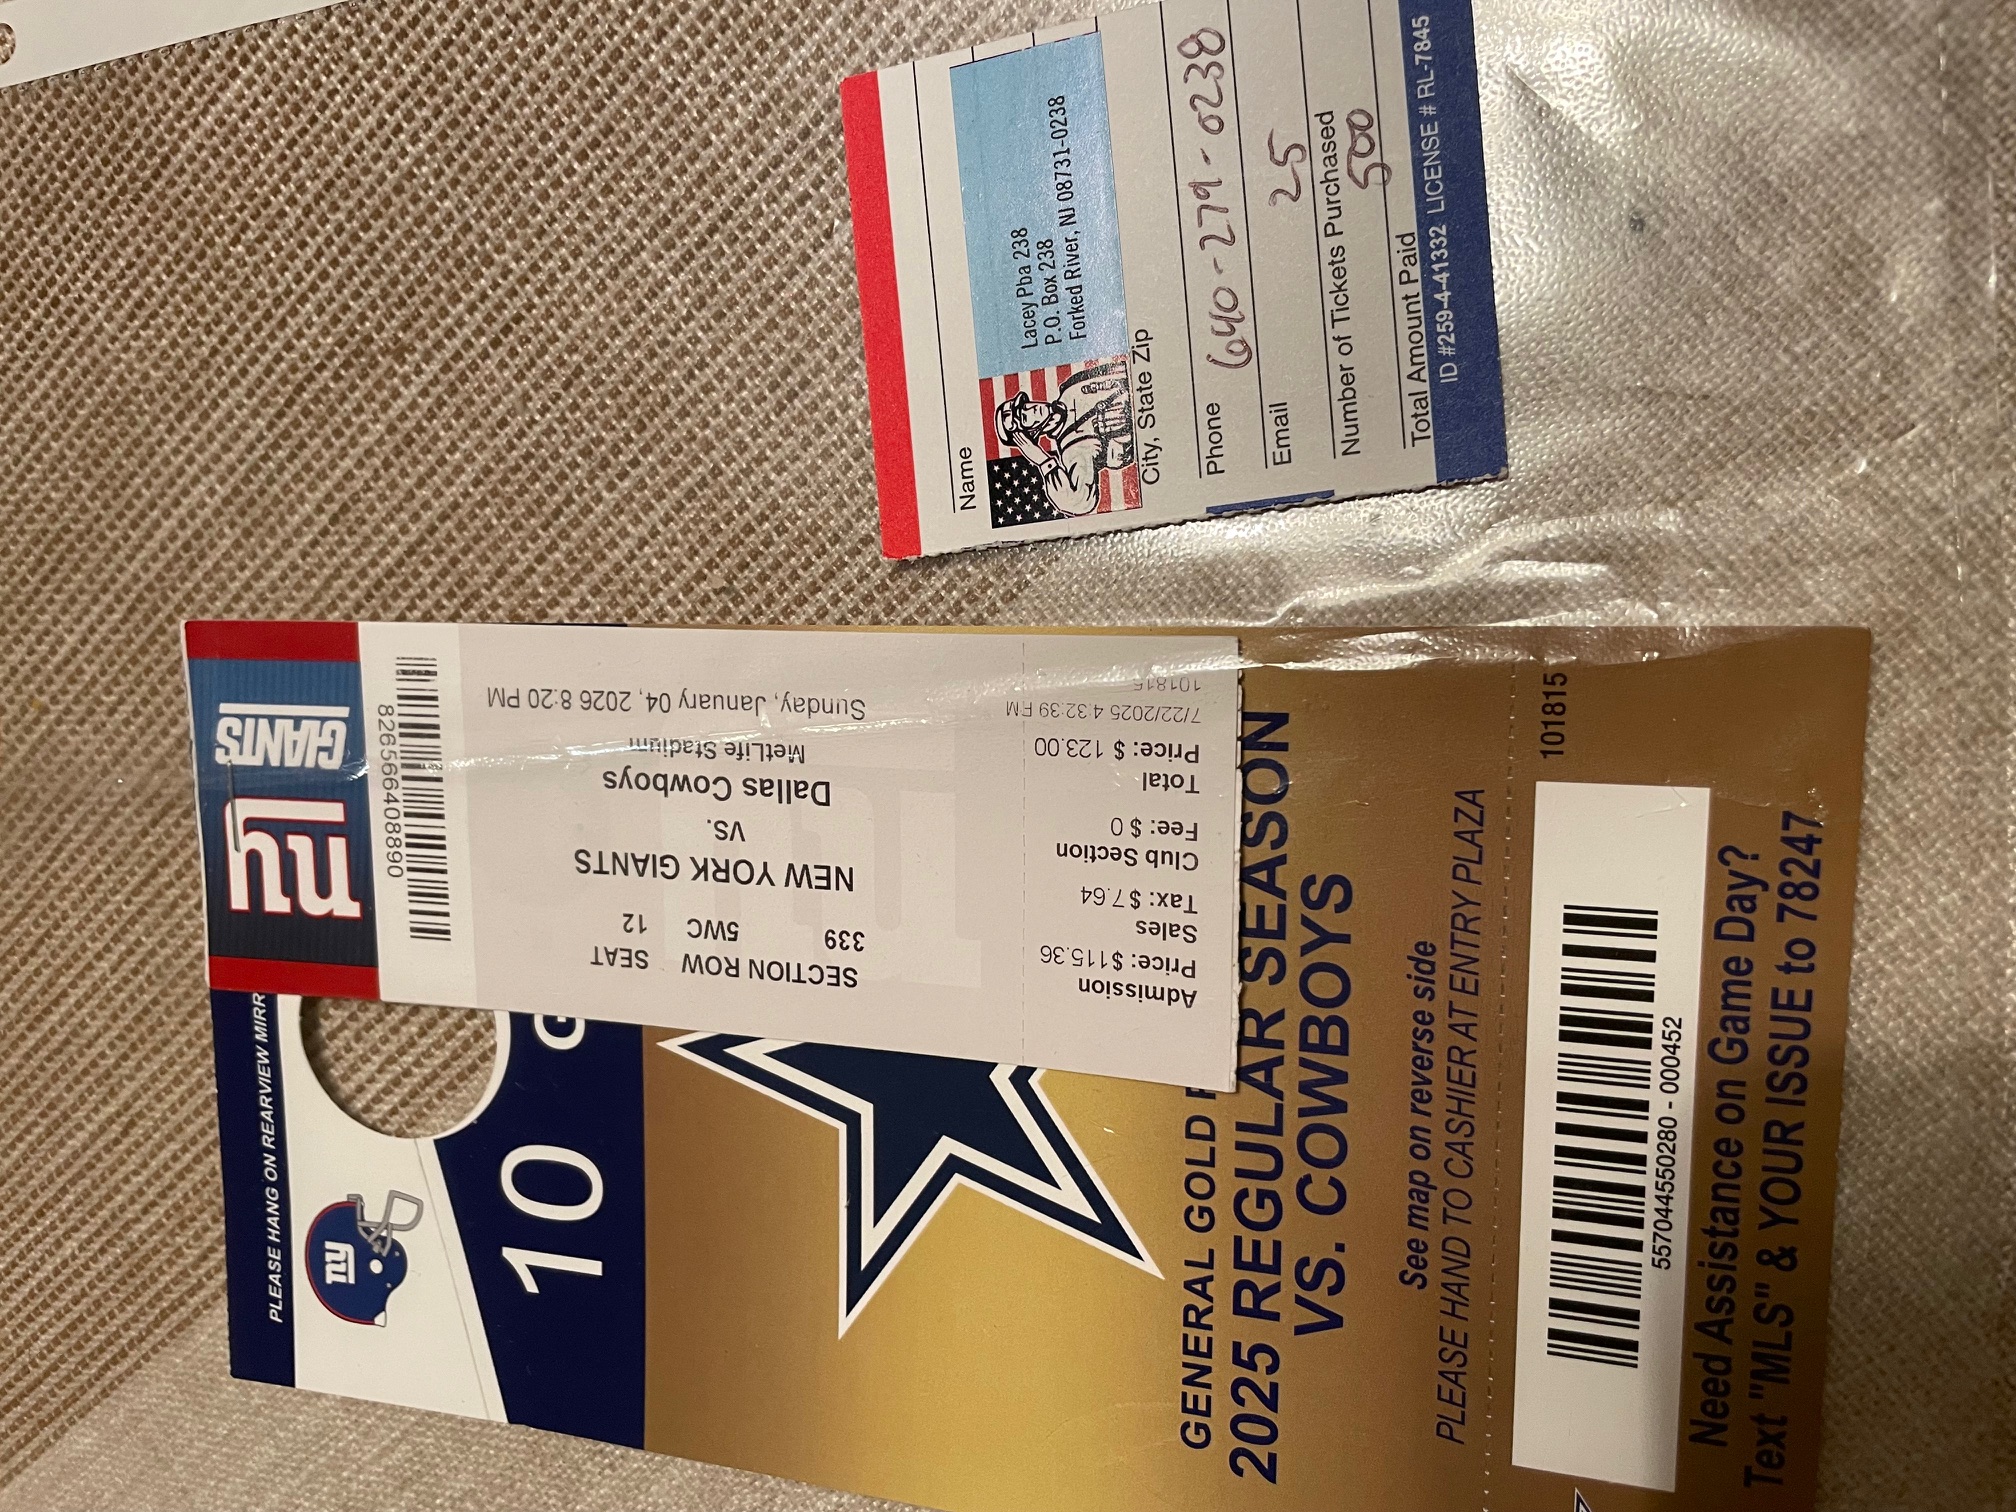 Name
Lacey Pba 238
P.O. Box 238
Forked River, NJ 08731-0238
City, State Zip
Phone 640-279-0238
Email
25
Number of Tickets Purchased
500
Total Amount Paid
ID #259-4-41332 LICENSE # RL-7845
ny GIANTS
826566408890
SECTION ROW SEAT
339 5WC 12
NEW YORK GIANTS
VS.
Dallas Cowboys
MetLife Stadium
Sunday, January 04, 2026 8:20 PM
Admission
Price: $115.36
Sales
Tax: $7.64
Club Section
Fee: $ 0
Total
Price: $ 123.00
7/22/2025 4:32:39 PM
101815
PLEASE HANG ON REARVIEW MIRR
ny
10 G
GENERAL GOLD
2025 REGULAR SEASON
VS. COWBOYS
See map on reverse side
PLEASE HAND TO CASHIER AT ENTRY PLAZA
101815
5570445550280 - 000452
Need Assistance on Game Day?
Text "MLS" & YOUR ISSUE to 78247